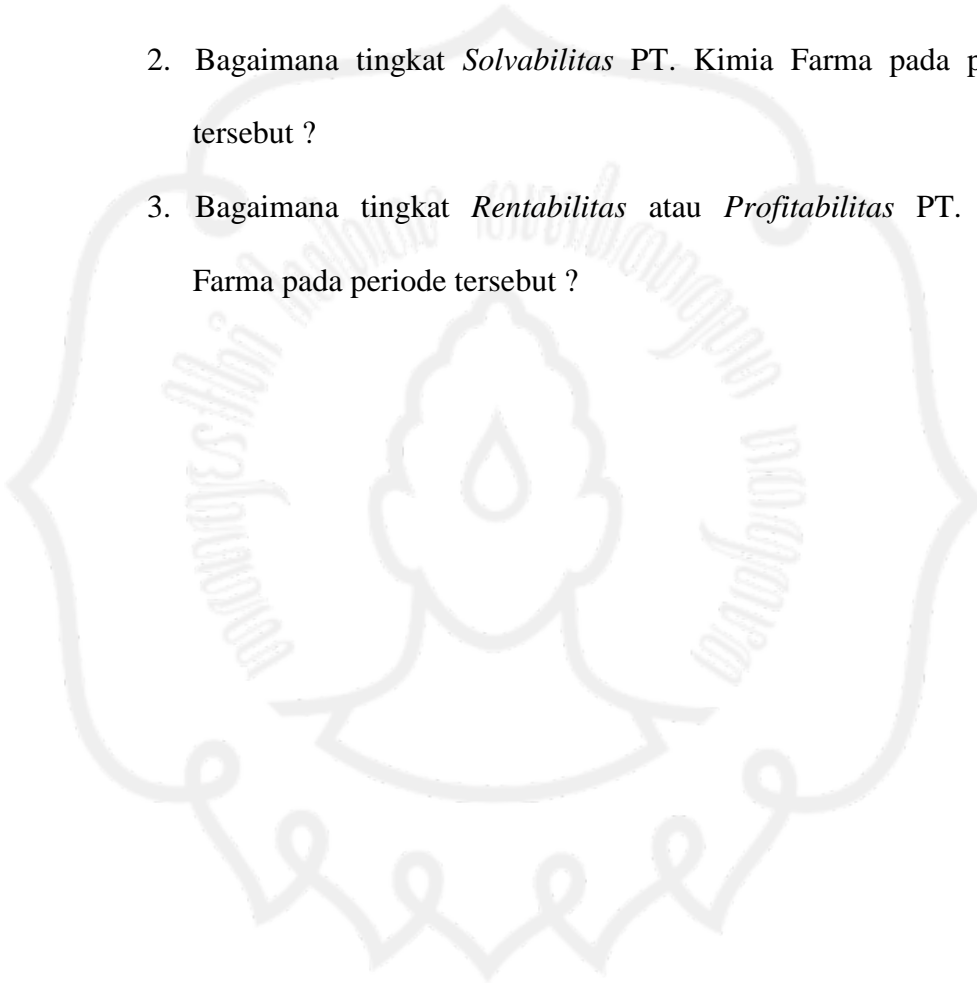 2. Bagaimana tingkat Solvabilitas PT. Kimia Farma pada
tersebut ?
3. Bagaimana tingkat Rentabilitas atau Profitabilitas PT.
Farma pada periode tersebut ?